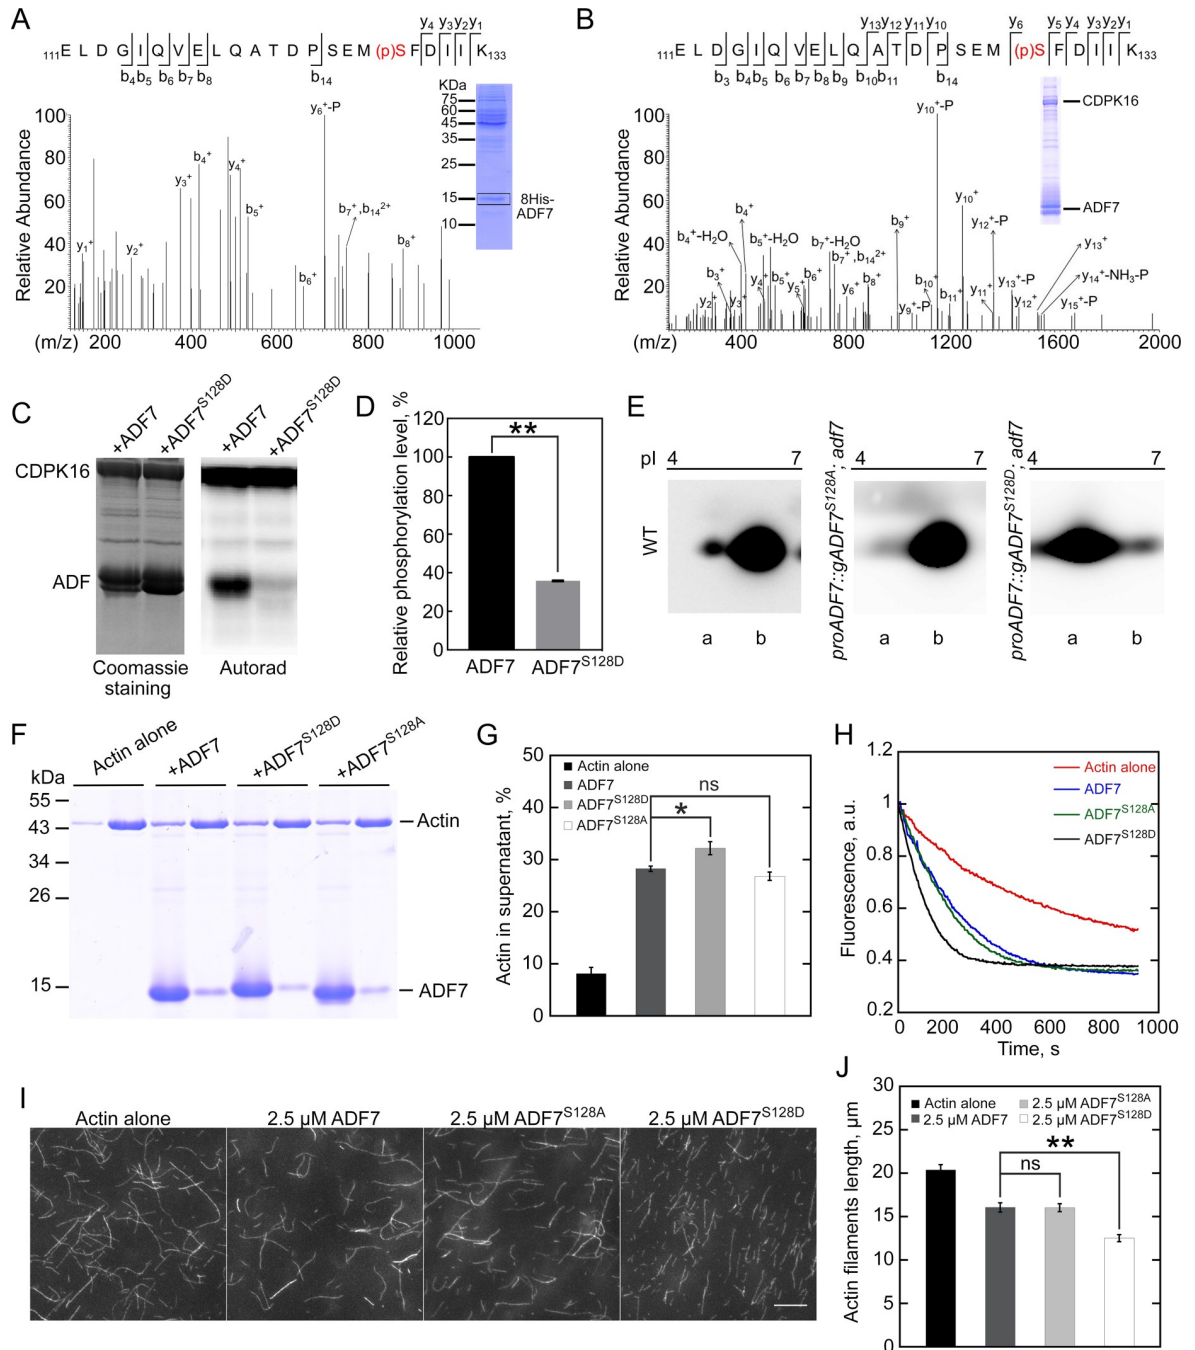 A
y4 y3 y2 y1
111E L D G I Q V E L Q A T D P S E M (p)S F D I I K133
b4 b5 b6 b7 b8 b14
Relative Abundance
100
80
60
40
20
(m/z) 200 400 600 800 1000
y1+
y2+
y3+
b4+
y4+
b5+
b6+
y6+-P
b7+,b142+
b8+
KDa
75
60
45
35
25
15
10
8His-
ADF7
B
y13 y12 y11 y10 y6 y5 y4 y3 y2 y1
111E L D G I Q V E L Q A T D P S E M (p)S F D I I K133
b3 b4 b5 b6 b7 b8 b9 b10 b11 b14
Relative Abundance
100
80
60
40
20
0
(m/z) 400 800 1200 1600 2000
y10+-P
y10+
b4+
b4+-H2O
b5+-H2O
b7+-H2O
b7+,b142+
b3+
y2+
y3+
y4+
b5+
y5+
b6+
y6+
b8+
b9+
y9+-P
b10+
b11+
y11+
y12+-P
y13+-P
y12+
y13+
y14+-NH3-P
y15+-P
CDPK16
ADF7
C
+ADF7
+ADF7S128D
+ADF7
+ADF7S128D
CDPK16
ADF
Coomassie
staining
Autorad
D
Relative phosphorylation level, %
120
100
80
60
40
20
0
**
ADF7 ADF7S128D
E
pI 4 7
WT
a b
4 7
proADF7::gADF7S128A; adf7
a b
4 7
proADF7::gADF7S128D; adf7
a b
F
Actin alone
+ADF7
+ADF7S128D
+ADF7S128A
kDa
55
43
34
26
15
Actin
ADF7
G
Actin in supernatant, %
50
40
30
20
10
0
Actin alone
ADF7
ADF7S128D
ADF7S128A
ns
*
H
Fluorescence, a.u.
1.2
1
0.8
0.6
0.4
0.2
0 200 400 600 800 1000
Time, s
Actin alone
ADF7
ADF7S128A
ADF7S128D
I
Actin alone
2.5 µM ADF7
2.5 µM ADF7S128A
2.5 µM ADF7S128D
J
Actin filaments length, µm
30
25
20
15
10
5
0
Actin alone
2.5 µM ADF7
2.5 µM ADF7S128A
2.5 µM ADF7S128D
**
ns